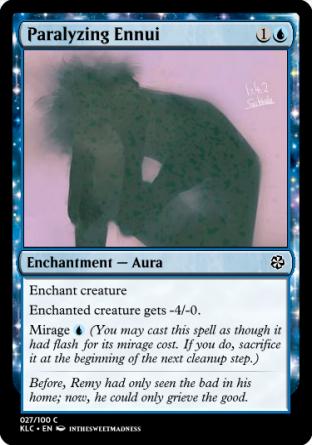 Paralyzing Ennui 1
Enchantment — Aura
Enchant creature
Enchanted creature gets -4/-0.
Mirage (You may cast this spell as though it
had flash for its mirage cost. If you do, sacrifice
it at the beginning of the next cleanup step.)
Before, Remy had only seen the bad in his
home; now, he could only grieve the good.
027/100 C
KLC • EN INTHESWEETMADNESS